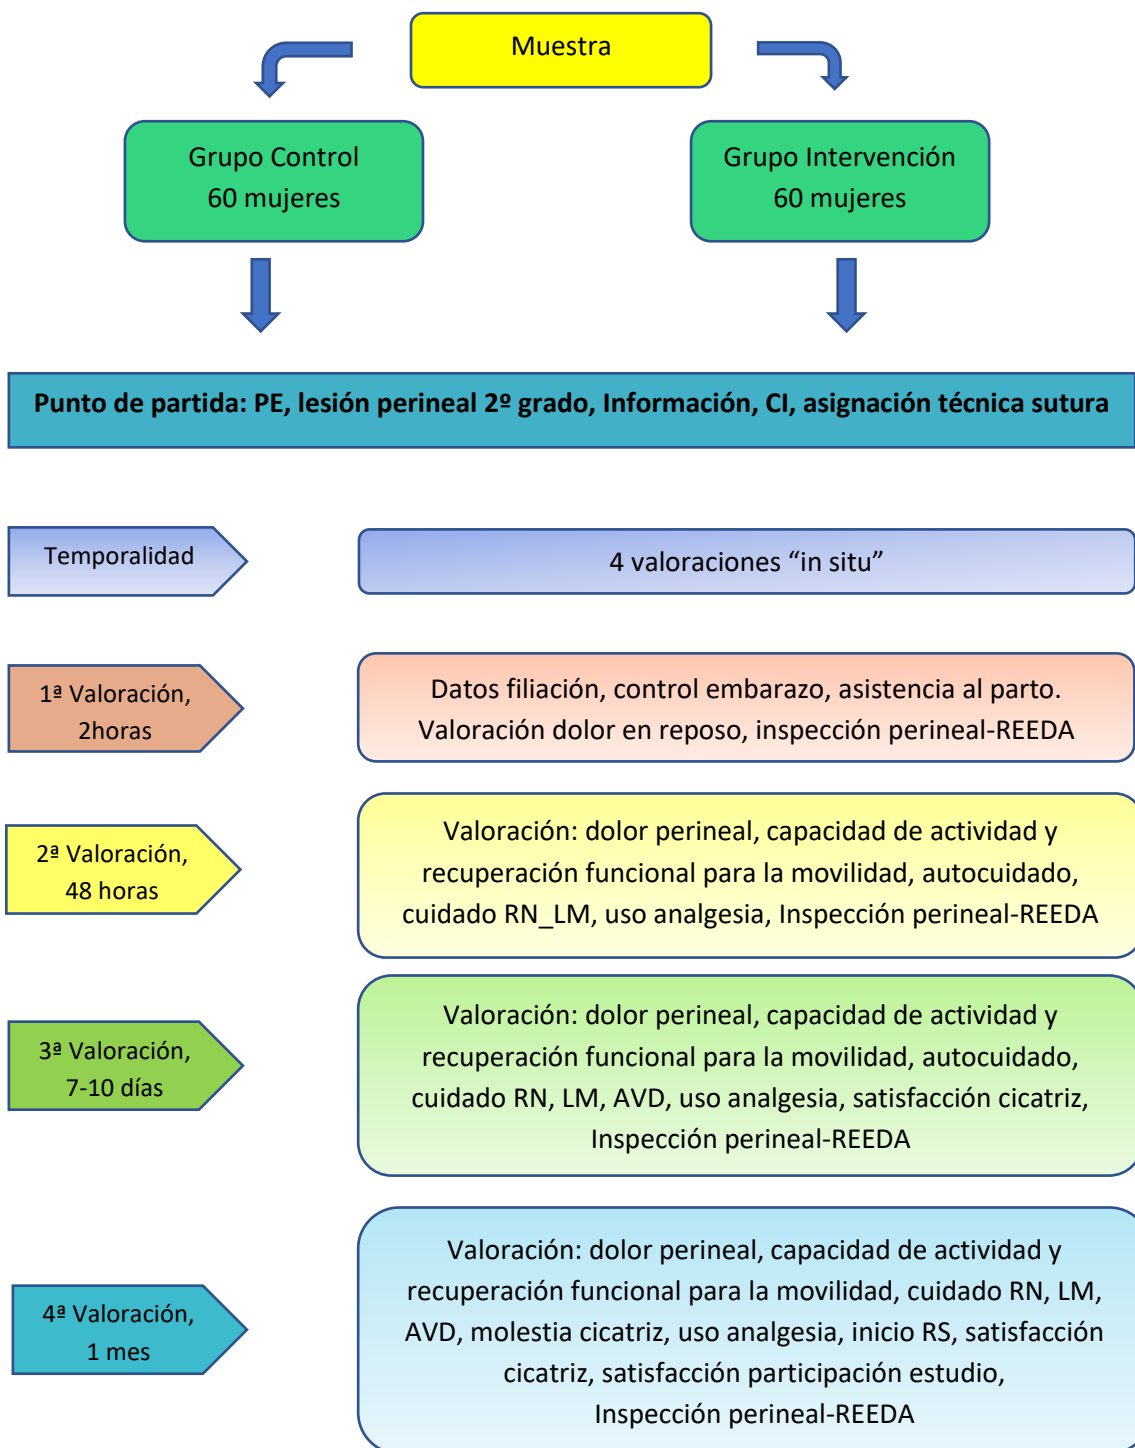 Muestra
Grupo Control
60 mujeres
Grupo Intervención
60 mujeres
Punto de partida: PE, lesión perineal 2º grado, Información, CI, asignación técnica sutura
Temporalidad
4 valoraciones “in situ”
1ª Valoración,
2horas
Datos filiación, control embarazo, asistencia al parto.
Valoración dolor en reposo, inspección perineal-REEDA
2ª Valoración,
48 horas
Valoración: dolor perineal, capacidad de actividad y
recuperación funcional para la movilidad, autocuidado,
cuidado RN_LM, uso analgesia, Inspección perineal-REEDA
3ª Valoración,
7-10 días
Valoración: dolor perineal, capacidad de actividad y
recuperación funcional para la movilidad, autocuidado,
cuidado RN, LM, AVD, uso analgesia, satisfacción cicatriz,
Inspección perineal-REEDA
4ª Valoración,
1 mes
Valoración: dolor perineal, capacidad de actividad y
recuperación funcional para la movilidad, cuidado RN, LM,
AVD, molestia cicatriz, uso analgesia, inicio RS, satisfacción
cicatriz, satisfacción participación estudio,
Inspección perineal-REEDA